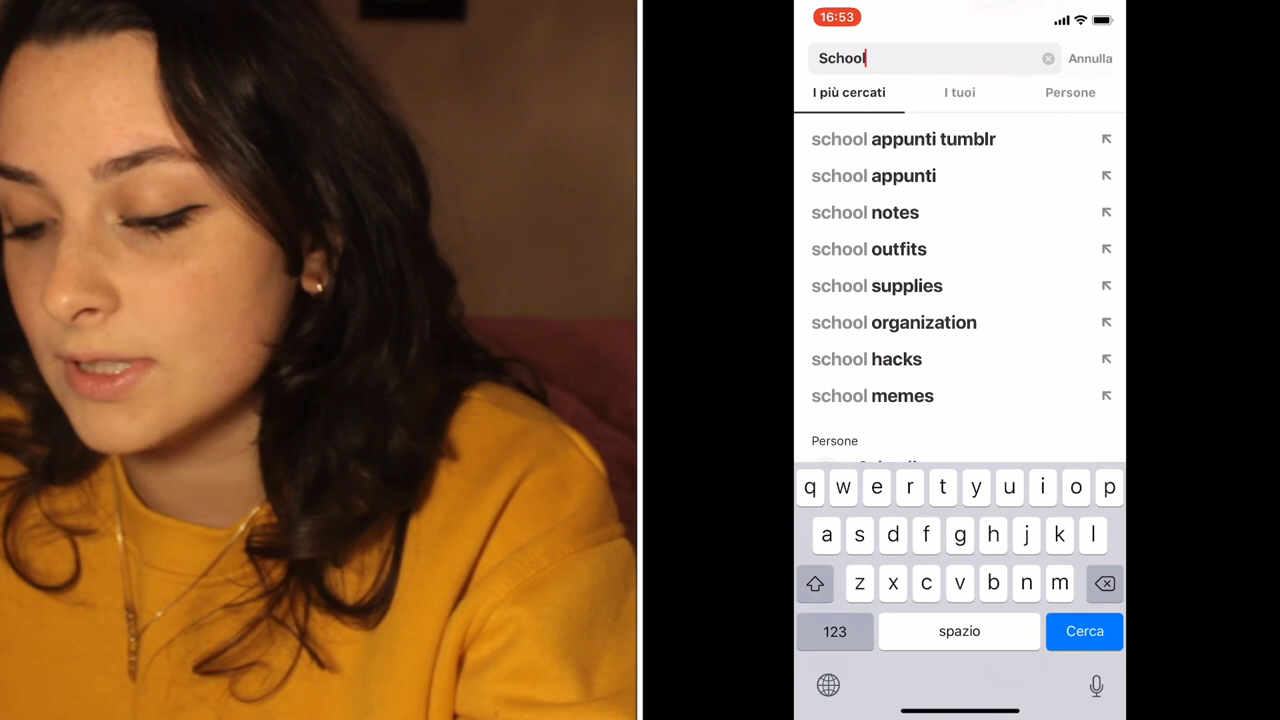 16:53
School
Annulla
I più cercati
I tuoi
Persone
school appunti tumblr
school appunti
school notes
school outfits
school supplies
school organization
school hacks
school memes
Persone
q w e r t y u i o p
a s d f g h j k l
z x c v b n m
123
spazio
Cerca